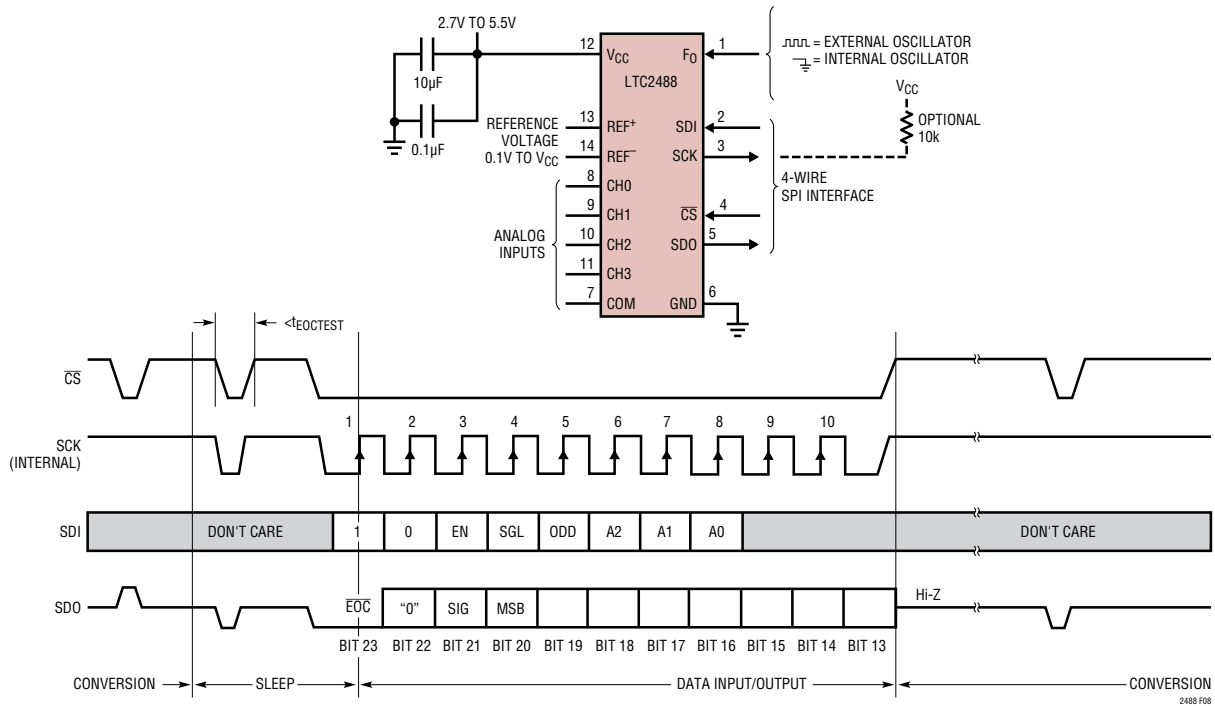 2.7V TO 5.5V
12
VCC
10µF
0.1µF
LTC2488
FO
1
= EXTERNAL OSCILLATOR
= INTERNAL OSCILLATOR
VCC
OPTIONAL
10k
REFERENCE
VOLTAGE
0.1V TO VCC
13
REF+
14
REF–
SDI
2
SCK
3
4-WIRE
SPI INTERFACE
ANALOG
INPUTS
8
CH0
9
CH1
10
CH2
11
CH3
7
COM
CS
4
SDO
5
GND
6
<tEOCTEST
CS
SCK
(INTERNAL)
1 2 3 4 5 6 7 8 9 10
SDI
DON'T CARE 1 0 EN SGL ODD A2 A1 A0 DON'T CARE
SDO
EOC "0" SIG MSB Hi-Z
BIT 23 BIT 22 BIT 21 BIT 20 BIT 19 BIT 18 BIT 17 BIT 16 BIT 15 BIT 14 BIT 13
CONVERSION SLEEP DATA INPUT/OUTPUT CONVERSION
2488 F08